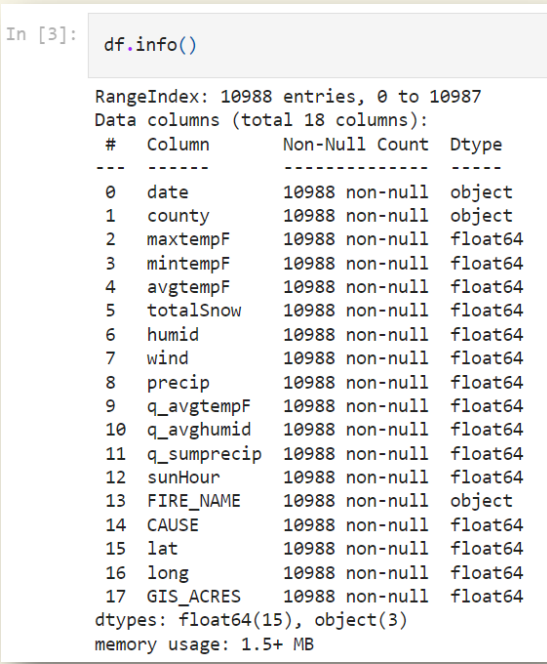 In [3]:
df.info()
RangeIndex: 10988 entries, 0 to 10987
Data columns (total 18 columns):
 #   Column       Non-Null Count  Dtype
---  ------       --------------  -----
 0   date         10988 non-null  object
 1   county       10988 non-null  object
 2   maxtempF     10988 non-null  float64
 3   mintempF     10988 non-null  float64
 4   avgtempF     10988 non-null  float64
 5   totalSnow    10988 non-null  float64
 6   humid        10988 non-null  float64
 7   wind         10988 non-null  float64
 8   precip       10988 non-null  float64
 9   q_avgtempF   10988 non-null  float64
 10  q_avghumid   10988 non-null  float64
 11  q_sumprecip  10988 non-null  float64
 12  sunHour      10988 non-null  float64
 13  FIRE_NAME    10988 non-null  object
 14  CAUSE        10988 non-null  float64
 15  lat          10988 non-null  float64
 16  long         10988 non-null  float64
 17  GIS_ACRES    10988 non-null  float64
dtypes: float64(15), object(3)
memory usage: 1.5+ MB